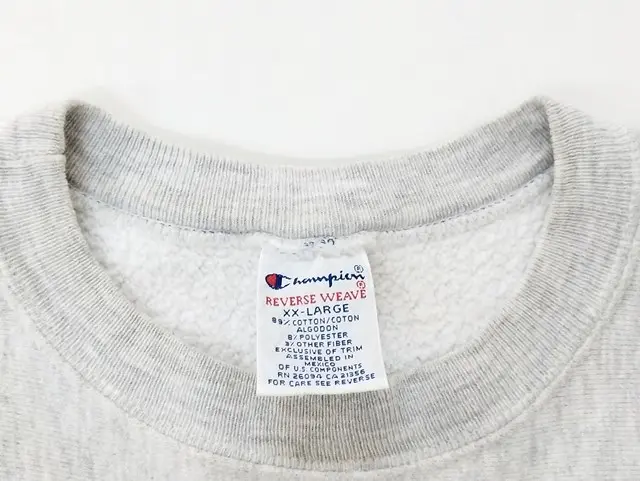 Champion®
REVERSE WEAVE®
XX-LARGE
89% COTTON/COTON
ALGODON
8% POLYESTER
3% OTHER FIBER
EXCLUSIVE OF TRIM
ASSEMBLED IN
MEXICO
OF U.S. COMPONENTS
RN 26094 CA 21356
FOR CARE SEE REVERSE